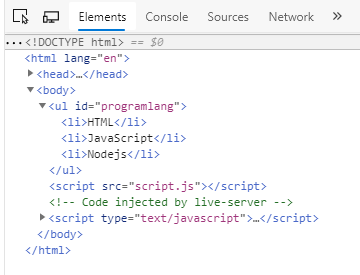 Elements Console Sources Network »
...<!DOCTYPE html> == $0
<html lang="en">
<head>…</head>
<body>
<ul id="programlang">
<li>HTML</li>
<li>JavaScript</li>
<li>Nodejs</li>
</ul>
<script src="script.js"></script>
<!-- Code injected by live-server -->
<script type="text/javascript">…</script>
</body>
</html>